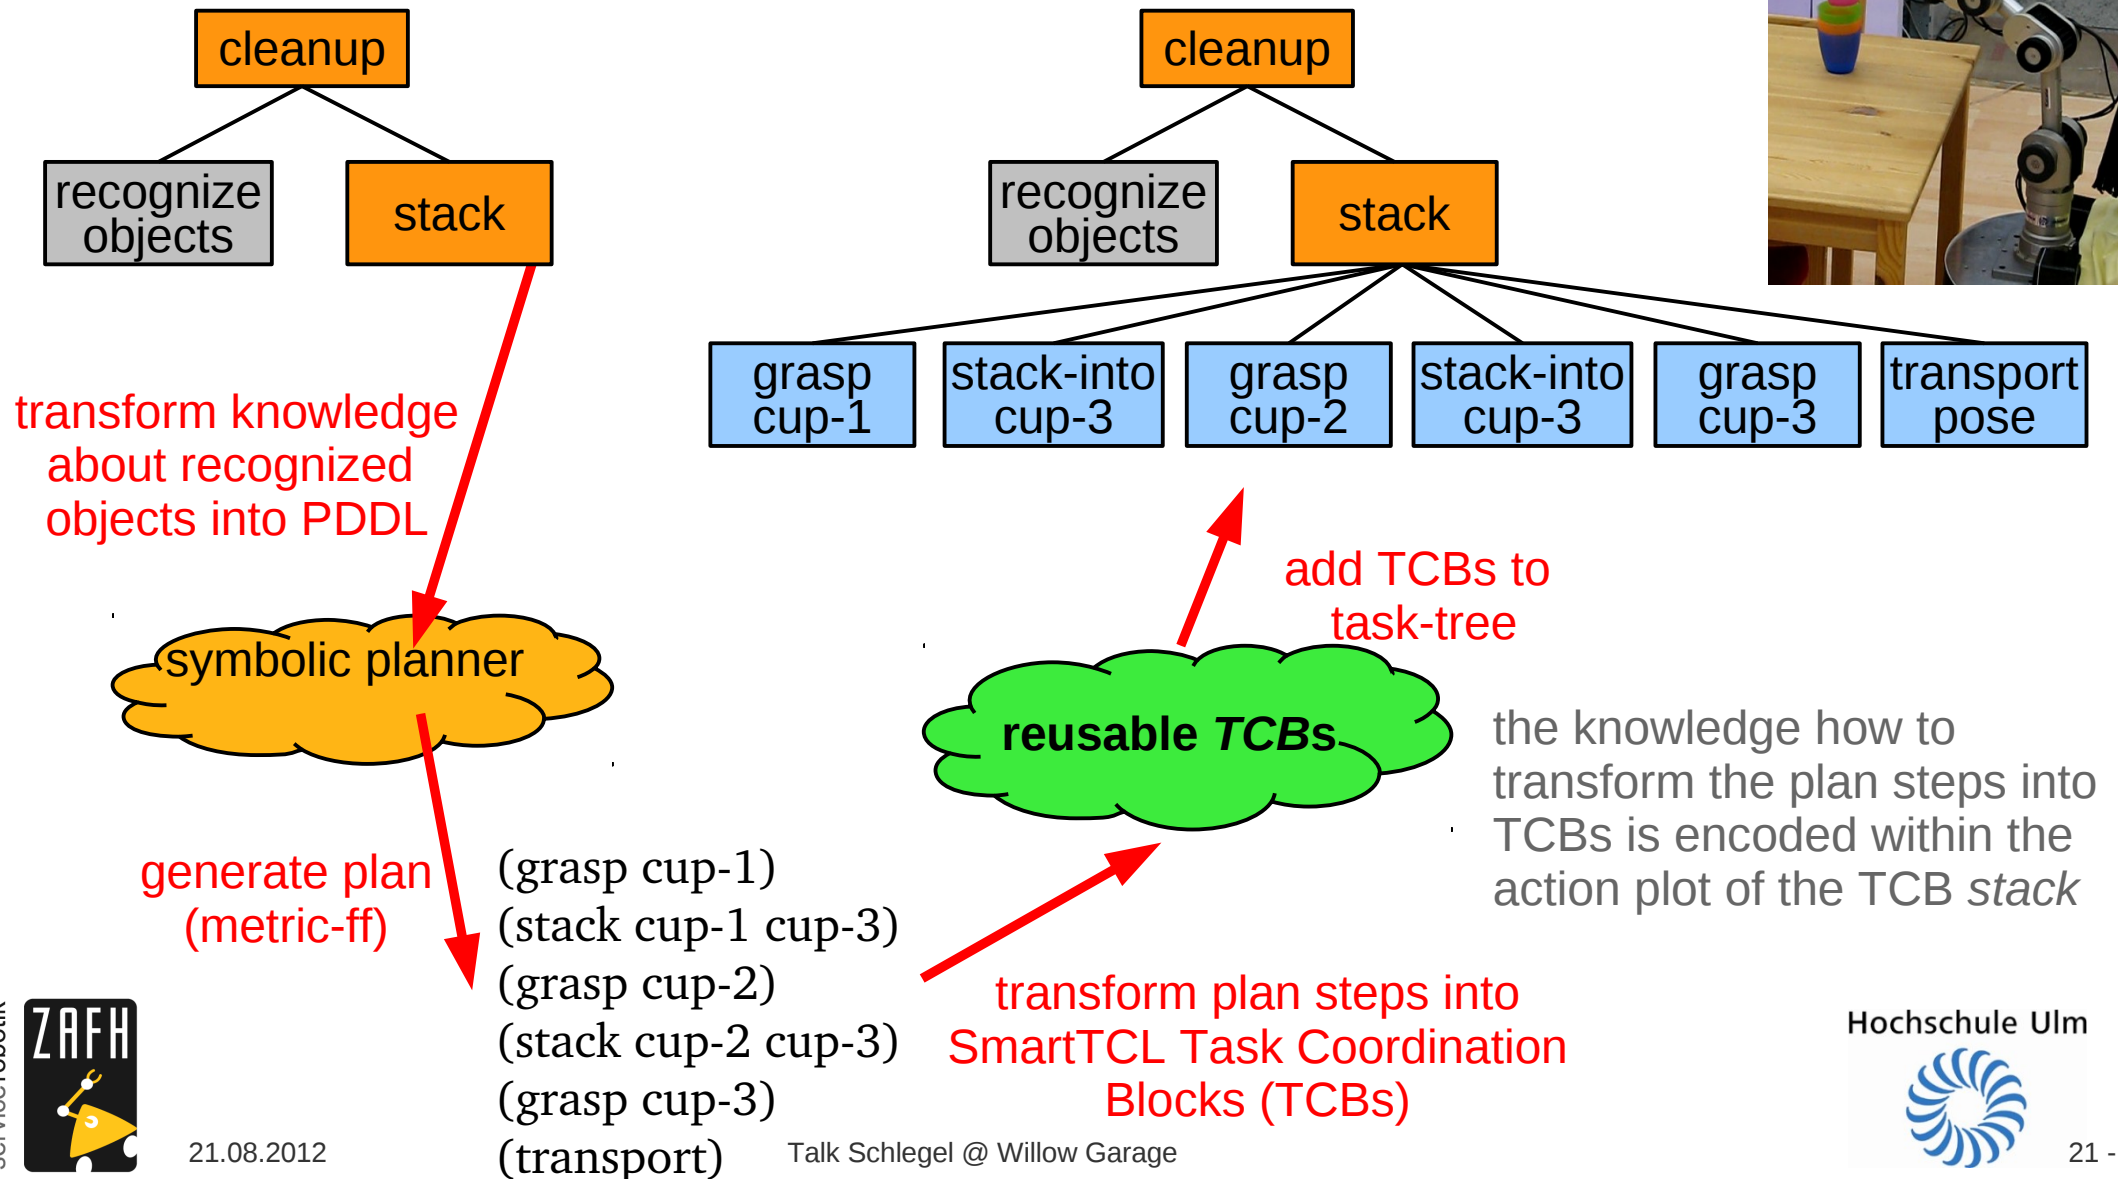 cleanup
recognize
objects
stack
transform knowledge
about recognized
objects into PDDL
symbolic planner
generate plan
(metric-ff)
(grasp cup-1)
(stack cup-1 cup-3)
(grasp cup-2)
(stack cup-2 cup-3)
(grasp cup-3)
(transport)
cleanup
recognize
objects
stack
grasp
cup-1
stack-into
cup-3
grasp
cup-2
stack-into
cup-3
grasp
cup-3
transport
pose
add TCBs to
task-tree
reusable TCBs
the knowledge how to
transform the plan steps into
TCBs is encoded within the
action plot of the TCB stack
transform plan steps into
SmartTCL Task Coordination
Blocks (TCBs)
ZAFH
21.08.2012
Talk Schlegel @ Willow Garage
Hochschule Ulm
21 -